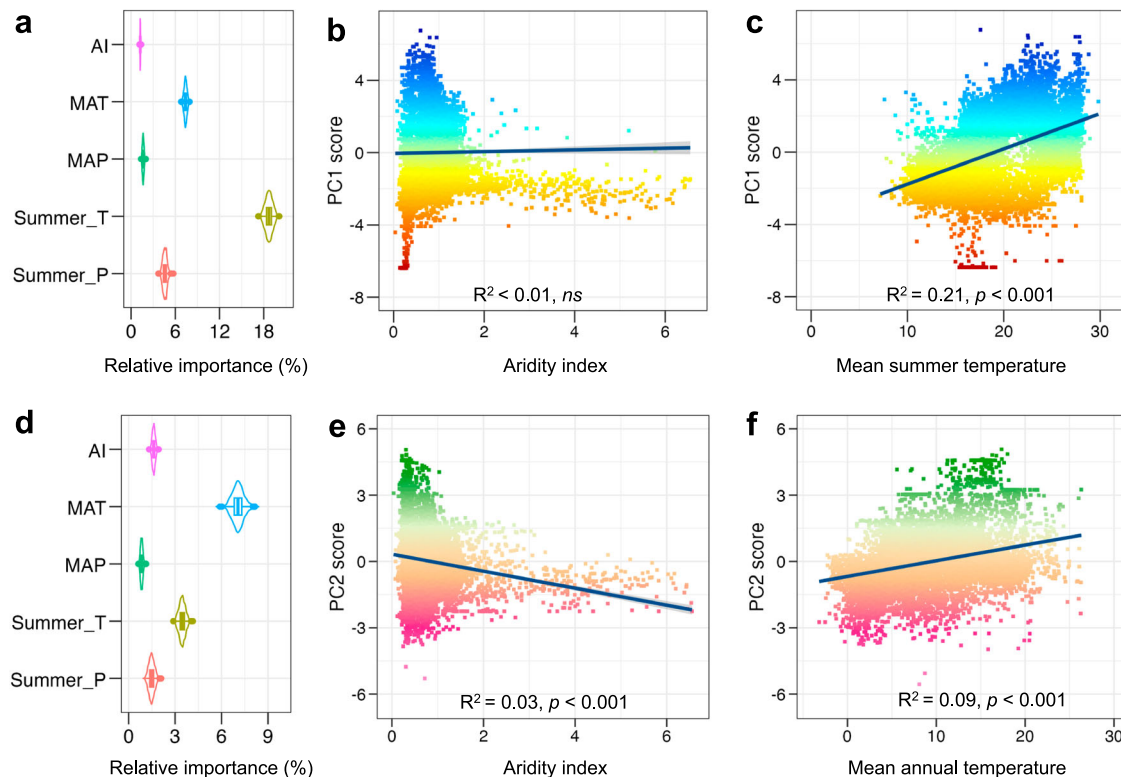 a
AI
MAT
MAP
Summer_T
Summer_P
0 6 12 18
Relative importance (%)
b
PC1 score
4
0
-4
-8
R² < 0.01, ns
0 2 4 6
Aridity index
c
PC1 score
4
0
-4
-8
R² = 0.21, p < 0.001
0 10 20 30
Mean summer temperature
d
AI
MAT
MAP
Summer_T
Summer_P
0 3 6 9
Relative importance (%)
e
PC2 score
6
3
0
-3
-6
R² = 0.03, p < 0.001
0 2 4 6
Aridity index
f
PC2 score
6
3
0
-3
-6
R² = 0.09, p < 0.001
0 10 20 30
Mean annual temperature